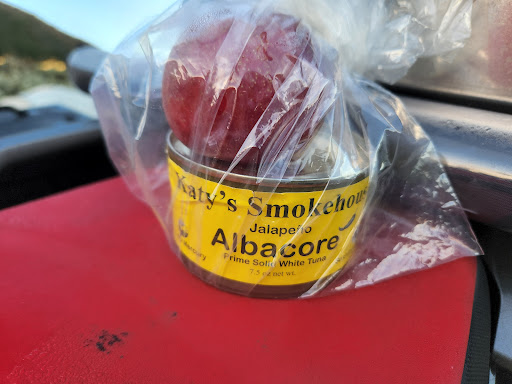 Katy's Smokehouse
Jalapeño
Albacore
Prime Solid White Tuna
7.5 oz net wt.